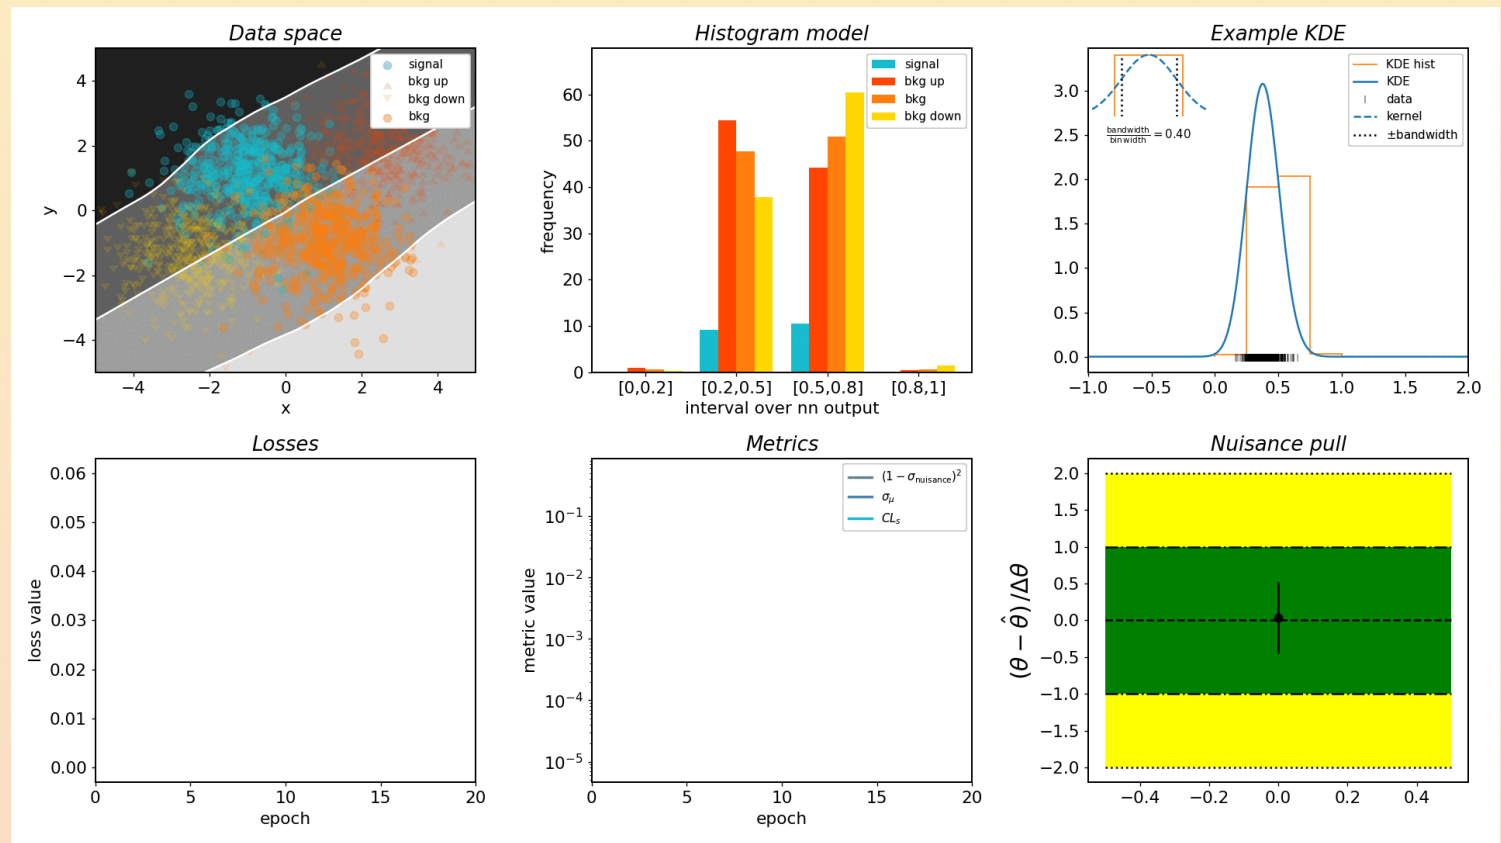 Data space
signal
bkg up
bkg down
bkg
4
2
0
−2
−4
y
−4 −2 0 2 4
x
Histogram model
signal
bkg up
bkg
bkg down
60
50
40
30
20
10
0
frequency
[0,0.2] [0.2,0.5] [0.5,0.8] [0.8,1]
interval over nn output
Example KDE
KDE hist
KDE
data
kernel
±bandwidth
bandwidth
bin width
= 0.40
3.0
2.5
2.0
1.5
1.0
0.5
0.0
−1.0 −0.5 0.0 0.5 1.0 1.5 2.0
Losses
0.06
0.05
0.04
0.03
0.02
0.01
0.00
loss value
0 5 10 15 20
epoch
Metrics
(1 − σnuisance)²
σμ
CLs
10⁻¹
10⁻²
10⁻³
10⁻⁴
10⁻⁵
metric value
0 5 10 15 20
epoch
Nuisance pull
2.0
1.5
1.0
0.5
0.0
−0.5
−1.0
−1.5
−2.0
(θ − θ̂) /Δθ
−0.4 −0.2 0.0 0.2 0.4